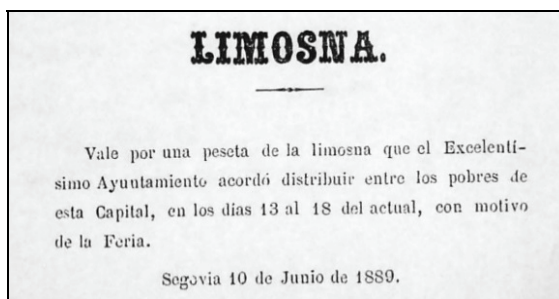 LIMOSNA.
Vale por una peseta de la limosna que el Excelentí-
simo Ayuntamiento acordó distribuir entre los pobres de
esta Capital, en los días 13 al 18 del actual, con motivo
de la Feria.
Segovia 10 de Junio de 1889.